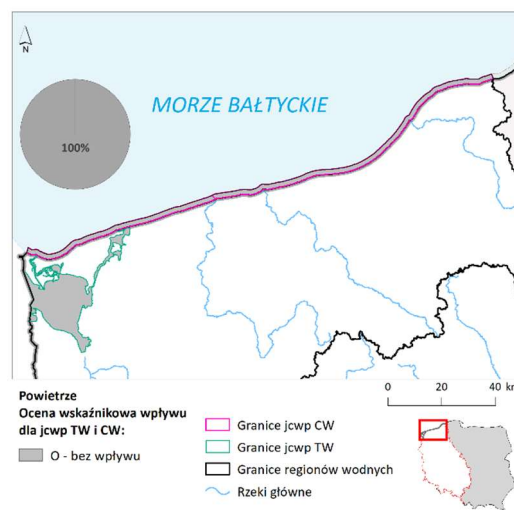 N
MORZE BAŁTYCKIE
100%
0 20 40 km
Powietrze
Ocena wskaźnikowa wpływu
dla jcwp TW i CW:
O - bez wpływu
Granice jcwp CW
Granice jcwp TW
Granice regionów wodnych
Rzeki główne